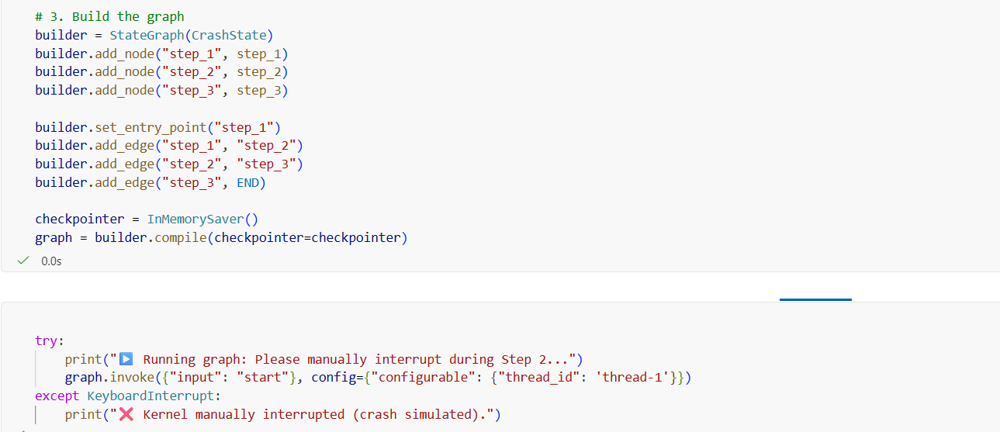 # 3. Build the graph
builder = StateGraph(CrashState)
builder.add_node("step_1", step_1)
builder.add_node("step_2", step_2)
builder.add_node("step_3", step_3)
builder.set_entry_point("step_1")
builder.add_edge("step_1", "step_2")
builder.add_edge("step_2", "step_3")
builder.add_edge("step_3", END)
checkpointer = InMemorySaver()
graph = builder.compile(checkpointer=checkpointer)
0.0s
try:
    print("▶️ Running graph: Please manually interrupt during Step 2...")
    graph.invoke({"input": "start"}, config={"configurable": {"thread_id": 'thread-1'}})
except KeyboardInterrupt:
    print("❌ Kernel manually interrupted (crash simulated).")